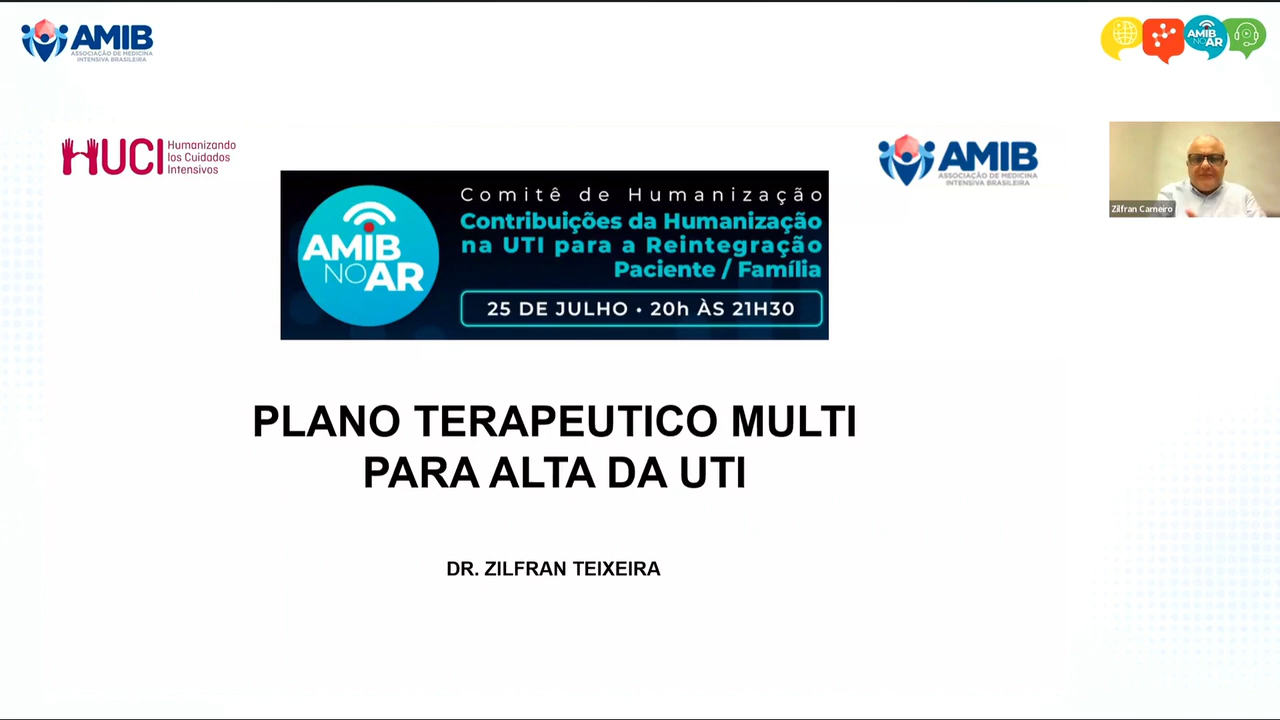 AMIB
ASSOCIAÇÃO DE MEDICINA
INTENSIVA BRASILEIRA
AMIB
NO AR
HUCI
Humanizando
los Cuidados
Intensivos
AMIB
ASSOCIAÇÃO DE MEDICINA
INTENSIVA BRASILEIRA
Zilfran Carneiro
AMIB
NO AR
Comitê de Humanização
Contribuições da Humanização
na UTI para a Reintegração
Paciente / Família
25 DE JULHO • 20h ÀS 21H30
PLANO TERAPEUTICO MULTI
PARA ALTA DA UTI
DR. ZILFRAN TEIXEIRA